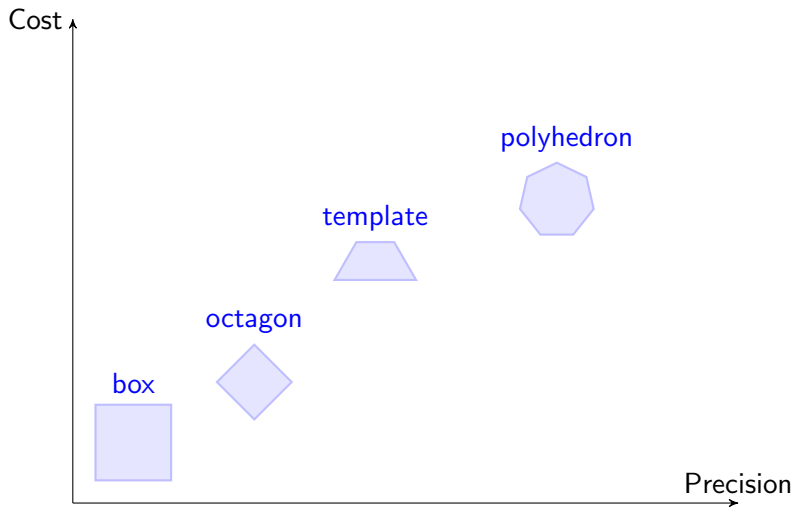 Cost
polyhedron
template
octagon
box
Precision